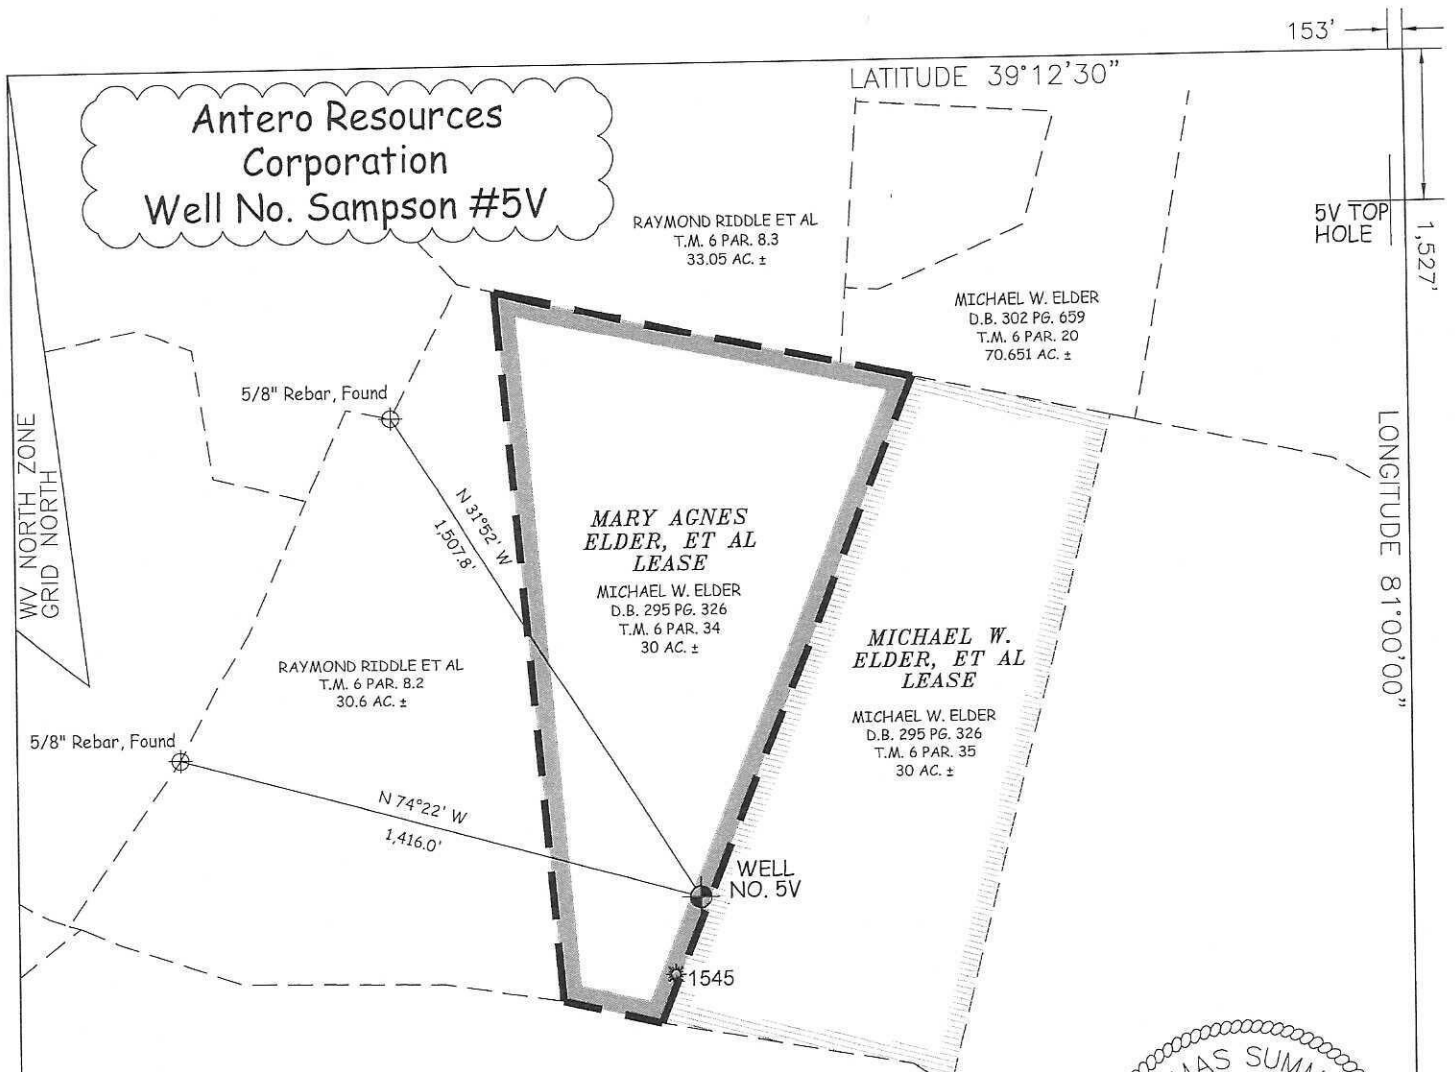 153'
LATITUDE 39°12'30"
Antero Resources
Corporation
Well No. Sampson #5V
RAYMOND RIDDLE ET AL
T.M. 6 PAR. 8.3
33.05 AC. ±
5V TOP
HOLE
1,527'
MICHAEL W. ELDER
D.B. 302 PG. 659
T.M. 6 PAR. 20
70.651 AC. ±
5/8" Rebar, Found
WV NORTH ZONE
GRID NORTH
LONGITUDE 81°00'00"
N 31°52' W
1,507.8'
MARY AGNES
ELDER, ET AL
LEASE
MICHAEL W. ELDER
D.B. 295 PG. 326
T.M. 6 PAR. 34
30 AC. ±
MICHAEL W.
ELDER, ET AL
LEASE
MICHAEL W. ELDER
D.B. 295 PG. 326
T.M. 6 PAR. 35
30 AC. ±
RAYMOND RIDDLE ET AL
T.M. 6 PAR. 8.2
30.6 AC. ±
5/8" Rebar, Found
N 74°22' W
1,416.0'
WELL
NO. 5V
1545